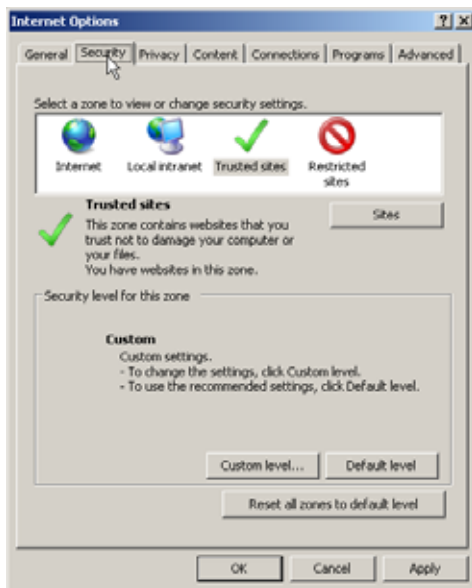 Internet Options
General Security Privacy Content Connections Programs Advanced
Select a zone to view or change security settings.
Internet Local intranet Trusted sites Restricted
sites
Trusted sites
Sites
This zone contains websites that you
trust not to damage your computer or
your files.
You have websites in this zone.
Security level for this zone
Custom
Custom settings.
- To change the settings, click Custom level.
- To use the recommended settings, click Default level.
Custom level... Default level
Reset all zones to default level
OK Cancel Apply